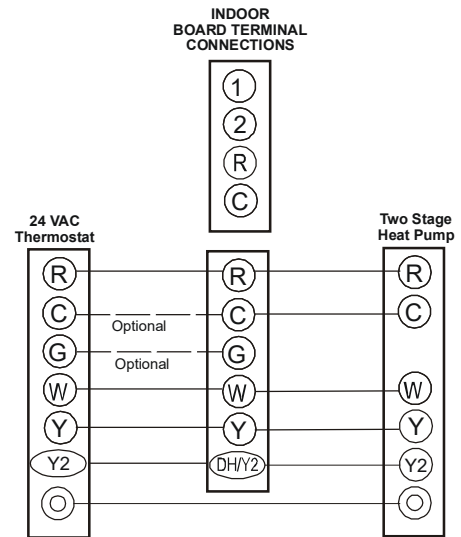 INDOOR
BOARD TERMINAL
CONNECTIONS
1
2
R
C
24 VAC
Thermostat
Two Stage
Heat Pump
R R R
C Optional C C
G Optional G
W W W
Y Y Y
Y2 DH/Y2 Y2
O O